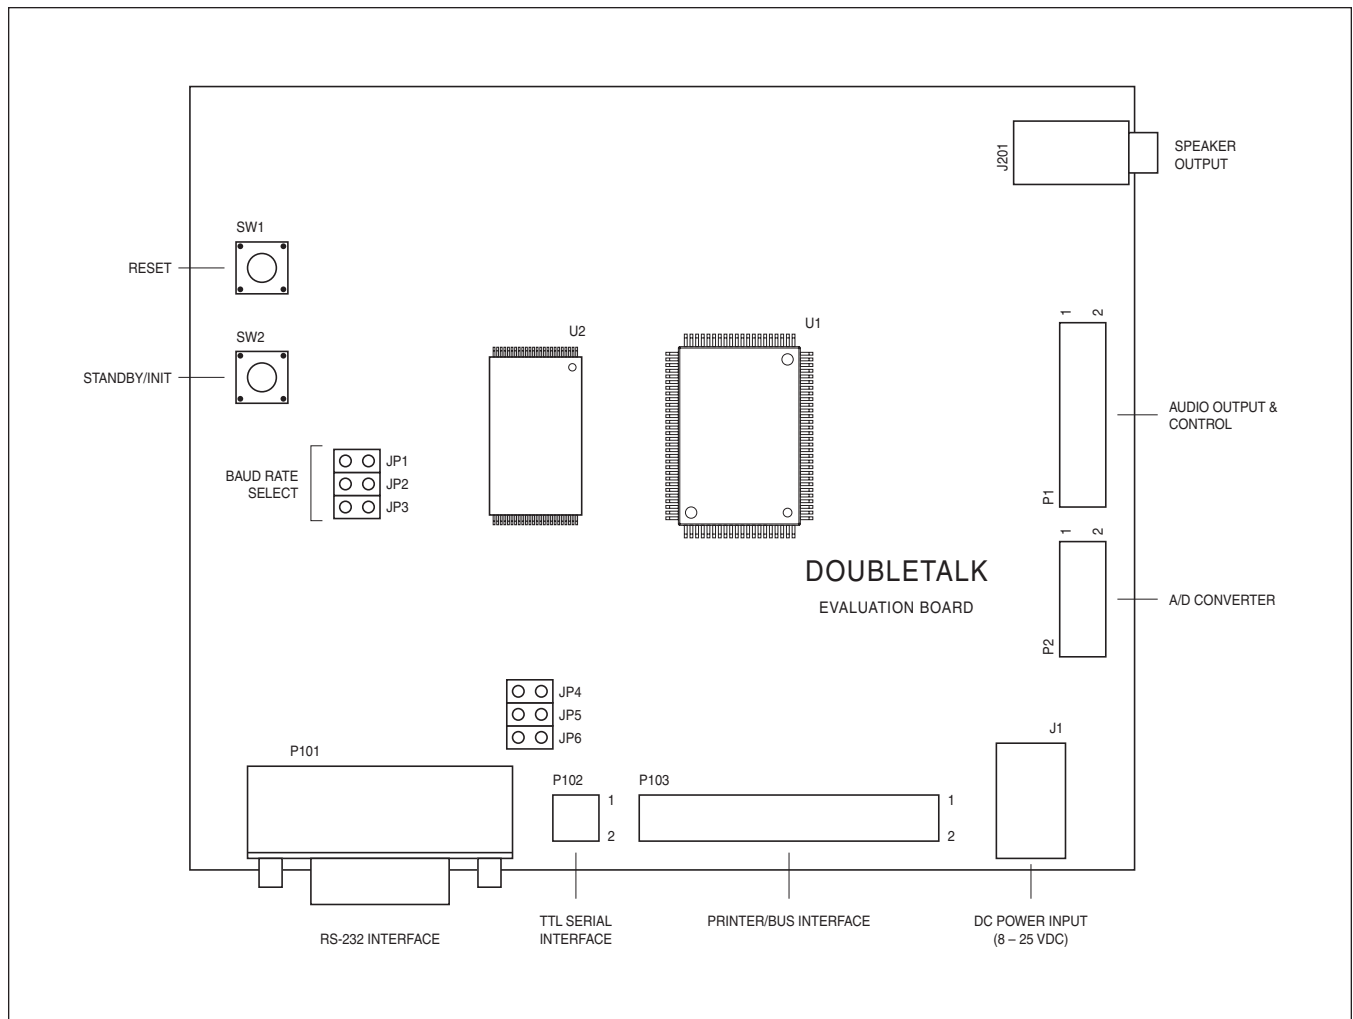 J201
SPEAKER
OUTPUT
SW1
RESET
SW2
STANDBY/INIT
U2
U1
1
2
AUDIO OUTPUT &
CONTROL
P1
BAUD RATE
SELECT
JP1
JP2
JP3
1
2
DOUBLETALK
EVALUATION BOARD
A/D CONVERTER
P2
JP4
JP5
JP6
J1
P101
P102
1
2
P103
1
2
RS-232 INTERFACE
TTL SERIAL
INTERFACE
PRINTER/BUS INTERFACE
DC POWER INPUT
(8 – 25 VDC)